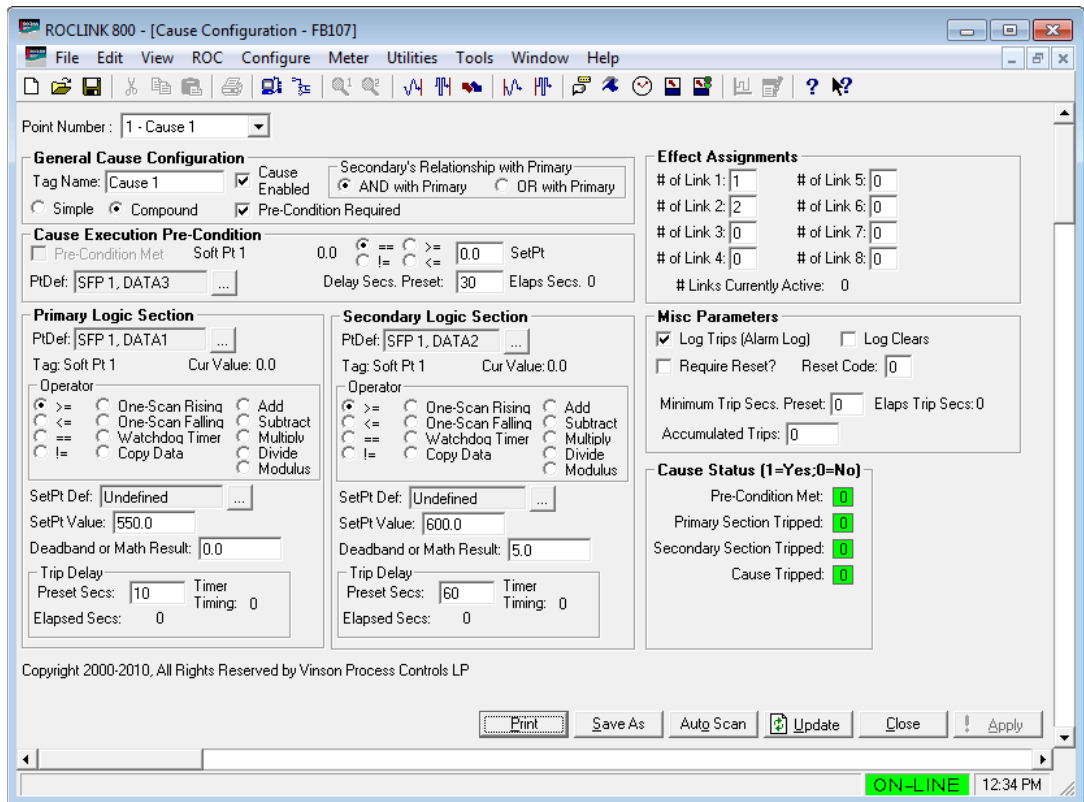 ROCLINK 800 - [Cause Configuration - FB107]
File Edit View ROC Configure Meter Utilities Tools Window Help
Point Number : 1 - Cause 1
General Cause Configuration
Tag Name: Cause 1
Cause Enabled
Secondary's Relationship with Primary
AND with Primary OR with Primary
Simple Compound Pre-Condition Required
Cause Execution Pre-Condition
Pre-Condition Met Soft Pt 1 0.0 == >= != <= 0.0 SetPt
PtDef: SFP 1, DATA3 ... Delay Secs. Preset: 30 Elaps Secs. 0
Primary Logic Section
PtDef: SFP 1, DATA1 ...
Tag: Soft Pt 1 Cur Value: 0.0
Operator
>= One-Scan Rising Add
<= One-Scan Falling Subtract
== Watchdog Timer Multiply
!= Copy Data Divide
Modulus
SetPt Def: Undefined ...
SetPt Value: 550.0
Deadband or Math Result: 0.0
Trip Delay
Preset Secs: 10 Timer Timing: 0
Elapsed Secs: 0
Secondary Logic Section
PtDef: SFP 1, DATA2 ...
Tag: Soft Pt 1 Cur Value: 0.0
Operator
>= One-Scan Rising Add
<= One-Scan Falling Subtract
== Watchdog Timer Multiply
!= Copy Data Divide
Modulus
SetPt Def: Undefined ...
SetPt Value: 600.0
Deadband or Math Result: 5.0
Trip Delay
Preset Secs: 60 Timer Timing: 0
Elapsed Secs: 0
Effect Assignments
# of Link 1: 1 # of Link 5: 0
# of Link 2: 2 # of Link 6: 0
# of Link 3: 0 # of Link 7: 0
# of Link 4: 0 # of Link 8: 0
# Links Currently Active: 0
Misc Parameters
Log Trips (Alarm Log) Log Clears
Require Reset? Reset Code: 0
Minimum Trip Secs. Preset: 0 Elaps Trip Secs: 0
Accumulated Trips: 0
Cause Status (1=Yes;0=No)
Pre-Condition Met: 0
Primary Section Tripped: 0
Secondary Section Tripped: 0
Cause Tripped: 0
Copyright 2000-2010, All Rights Reserved by Vinson Process Controls LP
Print Save As Auto Scan Update Close ! Apply
ON-LINE 12:34 PM